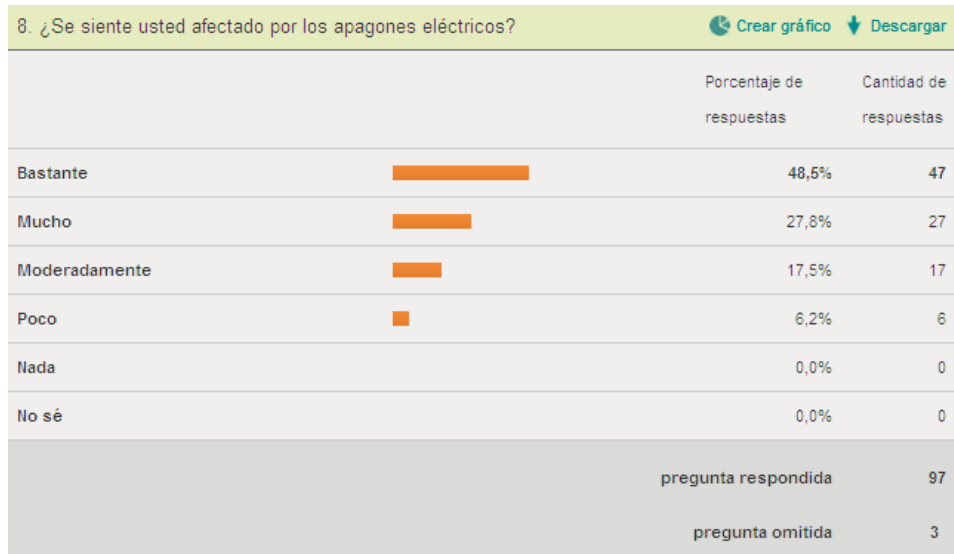 8. ¿Se siente usted afectado por los apagones eléctricos? Crear gráfico Descargar
Porcentaje de Cantidad de
respuestas respuestas
Bastante 48,5% 47
Mucho 27,8% 27
Moderadamente 17,5% 17
Poco 6,2% 6
Nada 0,0% 0
No sé 0,0% 0
pregunta respondida 97
pregunta omitida 3